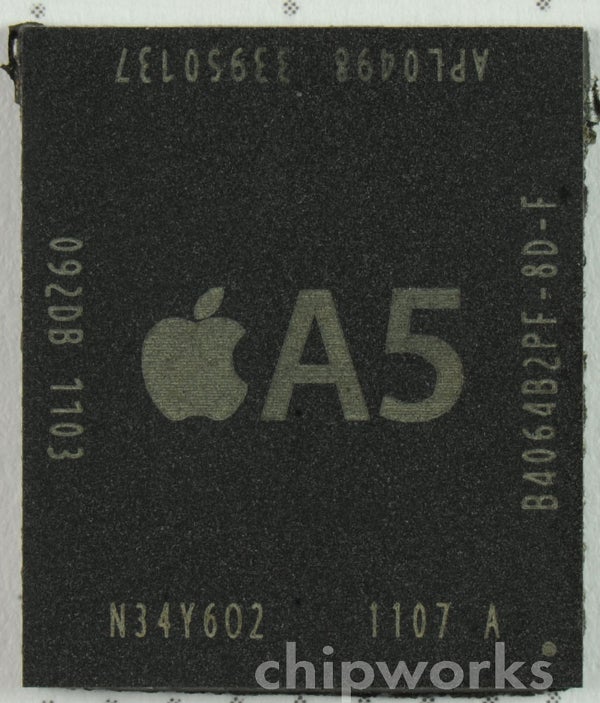 APL0498 33950137
092DB 1103
A5
B4064B2PF-8D-F
N34Y602 1107 A
chipworks